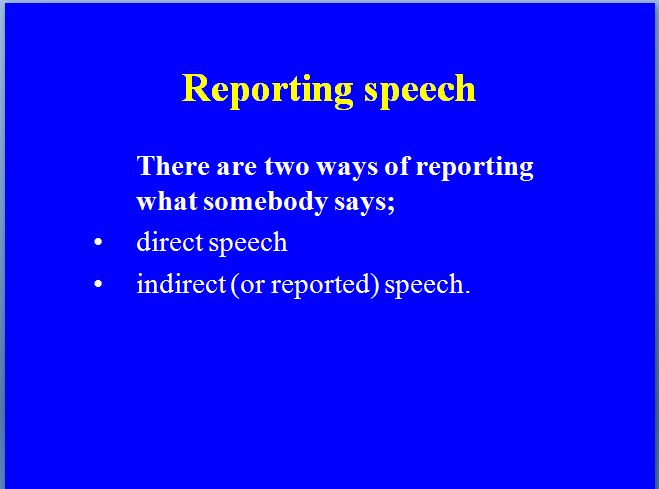 Reporting speech
There are two ways of reporting
what somebody says;
• direct speech
• indirect (or reported) speech.